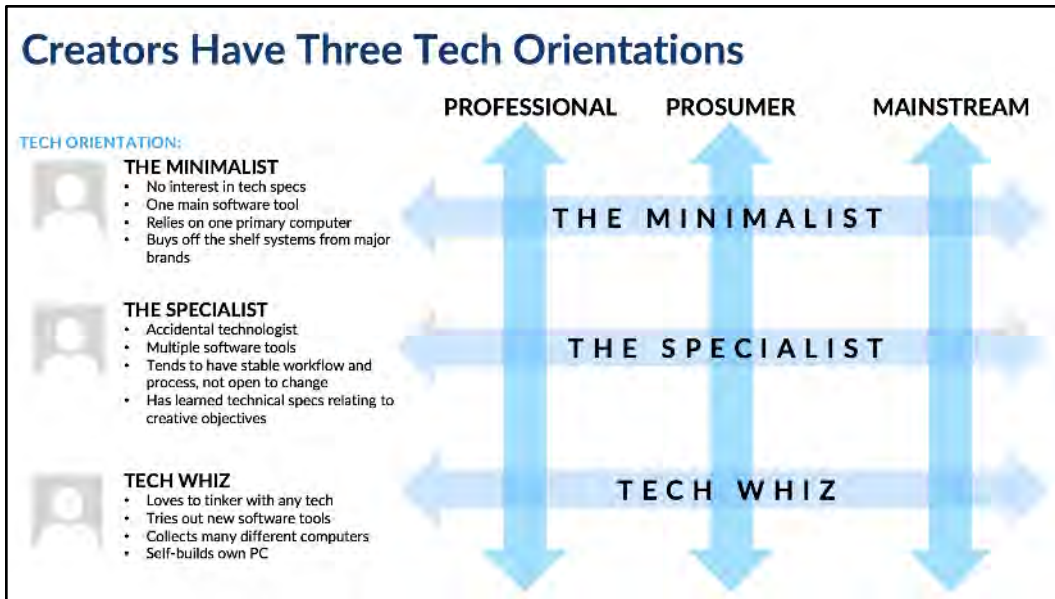 Creators Have Three Tech Orientations
PROFESSIONAL PROSUMER MAINSTREAM
TECH ORIENTATION:
THE MINIMALIST
• No interest in tech specs
• One main software tool
• Relies on one primary computer
• Buys off the shelf systems from major
brands
THE MINIMALIST
THE SPECIALIST
• Accidental technologist
• Multiple software tools
• Tends to have stable workflow and
process, not open to change
• Has learned technical specs relating to
creative objectives
THE SPECIALIST
TECH WHIZ
• Loves to tinker with any tech
• Tries out new software tools
• Collects many different computers
• Self-builds own PC
TECH WHIZ